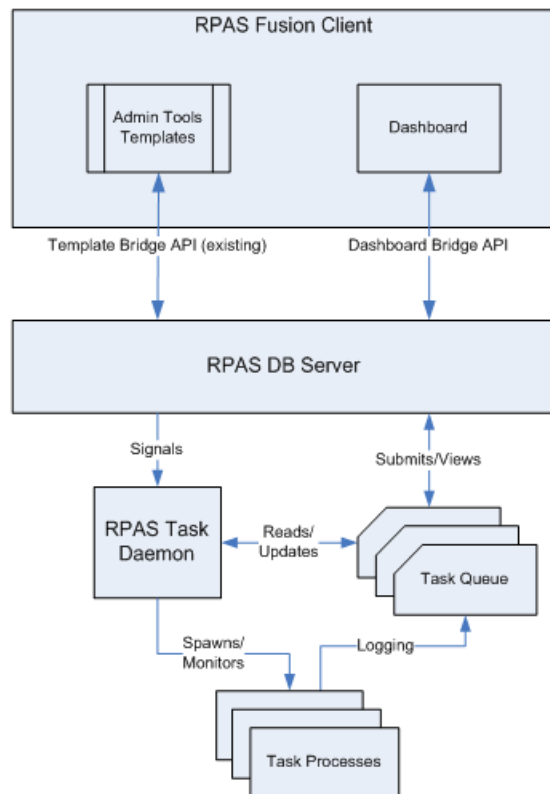 RPAS Fusion Client
Admin Tools
Templates
Dashboard
Template Bridge API (existing)
Dashboard Bridge API
RPAS DB Server
Signals
Submits/Views
RPAS Task
Daemon
Reads/
Updates
Task Queue
Spawns/
Monitors
Logging
Task Processes